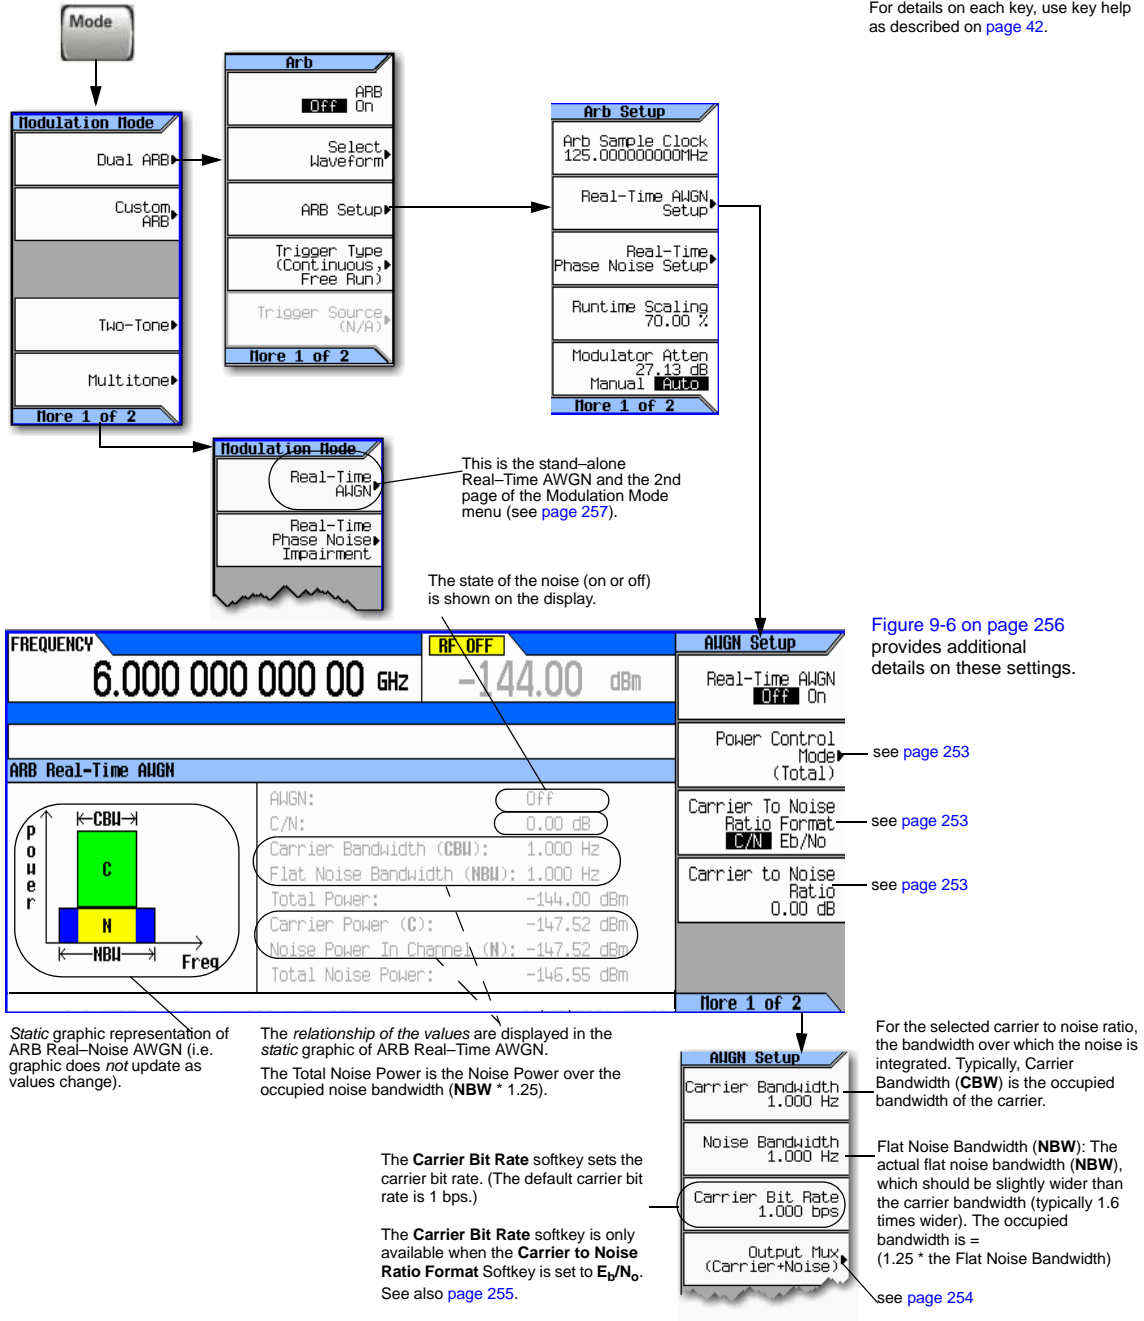 For details on each key, use key help
as described on page 42.
Mode
Modulation Mode
Dual ARB
Custom
ARB
Two-Tone
Multitone
More 1 of 2
Arb
ARB
Off On
Select
Waveform
ARB Setup
Trigger Type
(Continuous,
Free Run)
Trigger Source
(N/A)
More 1 of 2
Arb Setup
Arb Sample Clock
125.000000000MHz
Real-Time AWGN
Setup
Real-Time
Phase Noise Setup
Runtime Scaling
70.00 %
Modulator Atten
27.13 dB
Manual Auto
More 1 of 2
Modulation Mode
Real-Time
AWGN
Real-Time
Phase Noise
Impairment
This is the stand–alone
Real–Time AWGN and the 2nd
page of the Modulation Mode
menu (see page 257).
The state of the noise (on or off)
is shown on the display.
FREQUENCY
6.000 000 000 00 GHz
RF OFF
-144.00 dBm
ARB Real-Time AWGN
Power
CBW
C
N
NBW
Freq
AWGN: Off
C/N: 0.00 dB
Carrier Bandwidth (CBW): 1.000 Hz
Flat Noise Bandwidth (NBW): 1.000 Hz
Total Power: -144.00 dBm
Carrier Power (C): -147.52 dBm
Noise Power In Channel (N): -147.52 dBm
Total Noise Power: -146.55 dBm
AWGN Setup
Real-Time AWGN
Off On
Power Control
Mode
(Total)
Carrier To Noise
Ratio Format
C/N Eb/No
Carrier to Noise
Ratio
0.00 dB
More 1 of 2
Figure 9-6 on page 256
provides additional
details on these settings.
see page 253
see page 253
see page 253
Static graphic representation of
ARB Real–Noise AWGN (i.e.
graphic does not update as
values change).
The relationship of the values are displayed in the
static graphic of ARB Real–Time AWGN.
The Total Noise Power is the Noise Power over the
occupied noise bandwidth (NBW * 1.25).
AWGN Setup
Carrier Bandwidth
1.000 Hz
Noise Bandwidth
1.000 Hz
Carrier Bit Rate
1.000 bps
Output Mux
(Carrier+Noise)
For the selected carrier to noise ratio,
the bandwidth over which the noise is
integrated. Typically, Carrier
Bandwidth (CBW) is the occupied
bandwidth of the carrier.
Flat Noise Bandwidth (NBW): The
actual flat noise bandwidth (NBW),
which should be slightly wider than
the carrier bandwidth (typically 1.6
times wider). The occupied
bandwidth is =
(1.25 * the Flat Noise Bandwidth)
see page 254
The Carrier Bit Rate softkey sets the
carrier bit rate. (The default carrier bit
rate is 1 bps.)
The Carrier Bit Rate softkey is only
available when the Carrier to Noise
Ratio Format Softkey is set to Eb/No.
See also page 255.